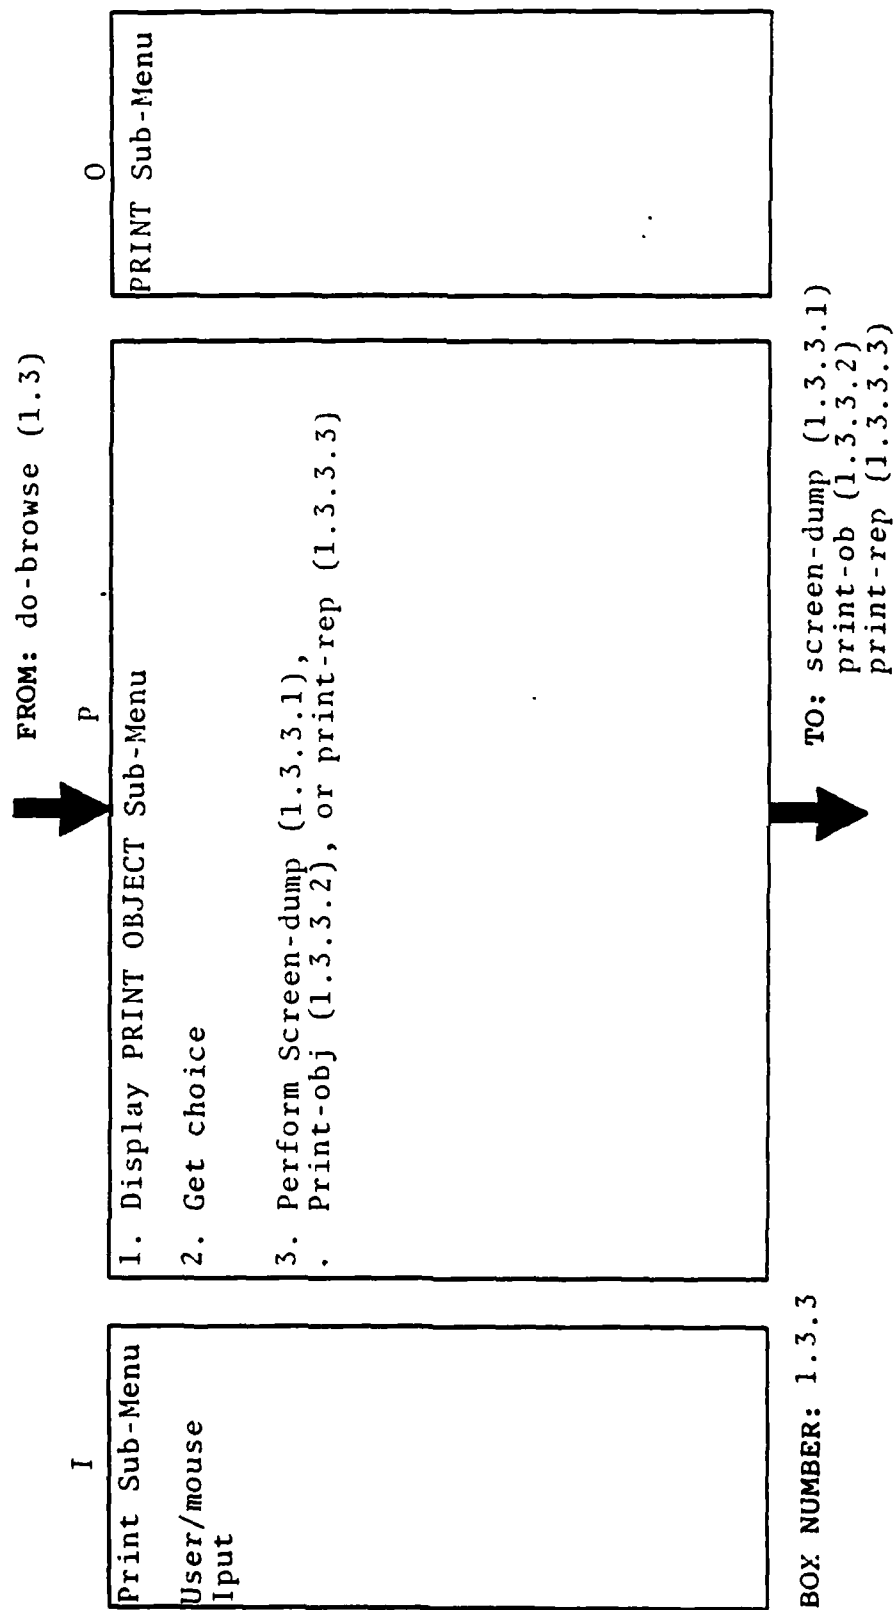 FROM: do-browse (1.3)
I
Print Sub-Menu
User/mouse
Iput
P
1. Display PRINT OBJECT Sub-Menu
2. Get choice
3. Perform Screen-dump (1.3.3.1),
. Print-obj (1.3.3.2), or print-rep (1.3.3.3)
O
PRINT Sub-Menu
BOX NUMBER: 1.3.3
TO: screen-dump (1.3.3.1)
print-ob (1.3.3.2)
print-rep (1.3.3.3)